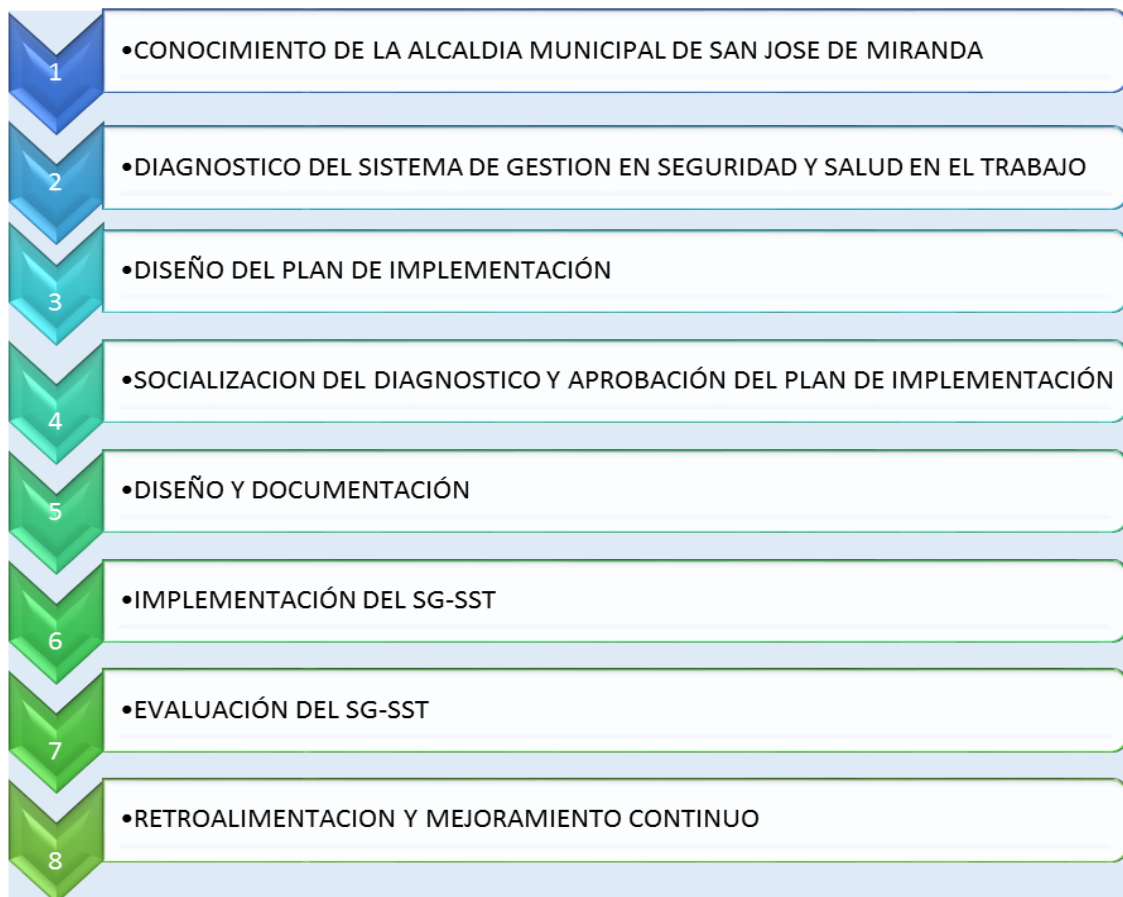 1
•CONOCIMIENTO DE LA ALCALDIA MUNICIPAL DE SAN JOSE DE MIRANDA
2
•DIAGNOSTICO DEL SISTEMA DE GESTION EN SEGURIDAD Y SALUD EN EL TRABAJO
3
•DISEÑO DEL PLAN DE IMPLEMENTACIÓN
4
•SOCIALIZACION DEL DIAGNOSTICO Y APROBACIÓN DEL PLAN DE IMPLEMENTACIÓN
5
•DISEÑO Y DOCUMENTACIÓN
6
•IMPLEMENTACIÓN DEL SG-SST
7
•EVALUACIÓN DEL SG-SST
8
•RETROALIMENTACION Y MEJORAMIENTO CONTINUO